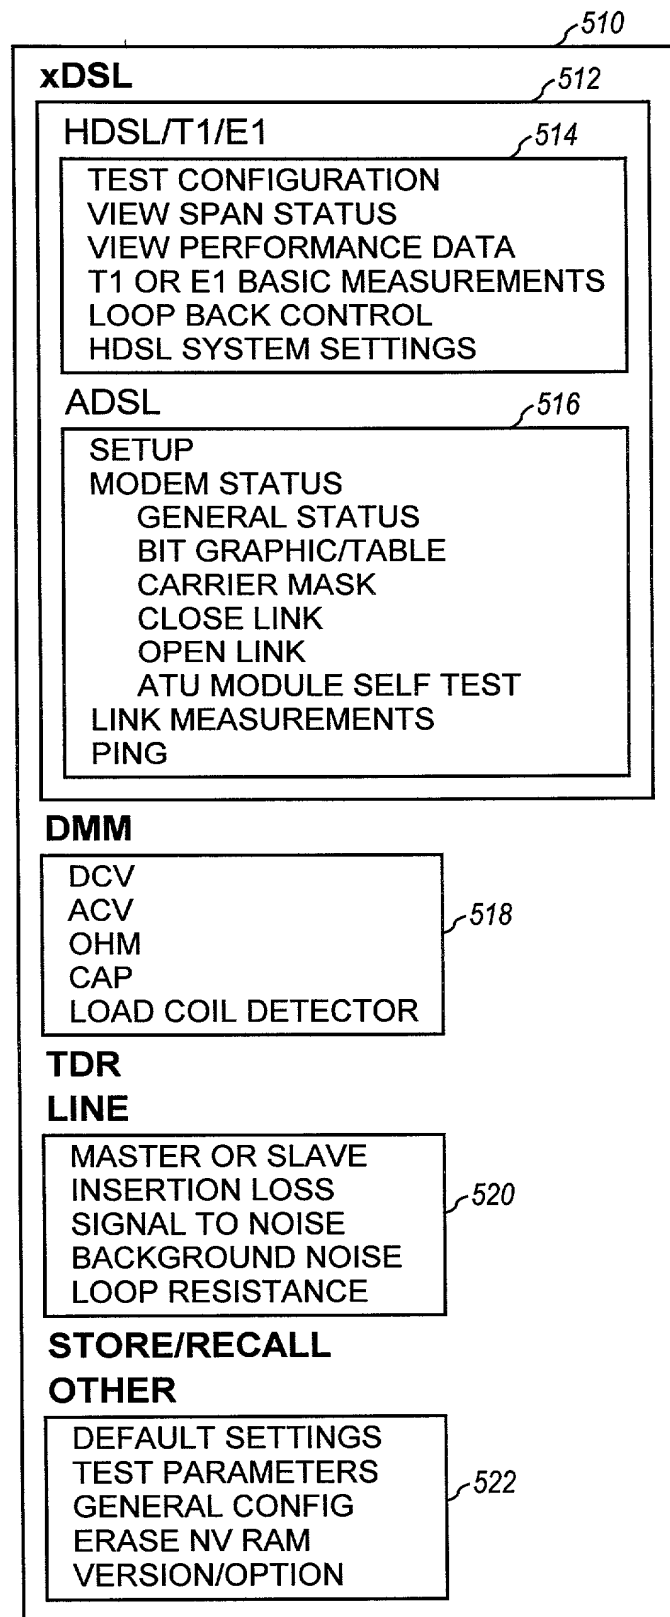 510
xDSL
512
HDSL/T1/E1
514
TEST CONFIGURATION
VIEW SPAN STATUS
VIEW PERFORMANCE DATA
T1 OR E1 BASIC MEASUREMENTS
LOOP BACK CONTROL
HDSL SYSTEM SETTINGS
ADSL
516
SETUP
MODEM STATUS
GENERAL STATUS
BIT GRAPHIC/TABLE
CARRIER MASK
CLOSE LINK
OPEN LINK
ATU MODULE SELF TEST
LINK MEASUREMENTS
PING
DMM
DCV
ACV
518
OHM
CAP
LOAD COIL DETECTOR
TDR
LINE
MASTER OR SLAVE
INSERTION LOSS
520
SIGNAL TO NOISE
BACKGROUND NOISE
LOOP RESISTANCE
STORE/RECALL
OTHER
DEFAULT SETTINGS
TEST PARAMETERS
522
GENERAL CONFIG
ERASE NV RAM
VERSION/OPTION